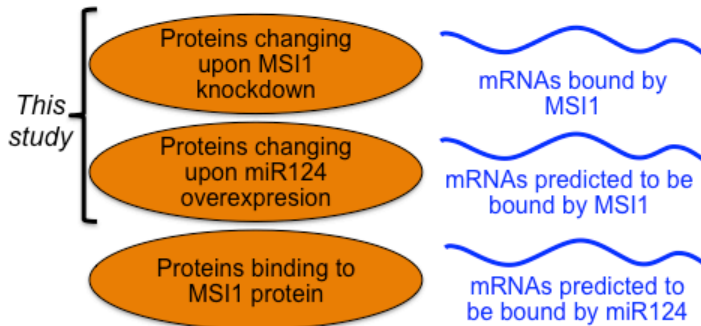 This
study
Proteins changing
upon MSI1
knockdown
mRNAs bound by
MSI1
Proteins changing
upon miR124
overexpresion
mRNAs predicted to be
bound by MSI1
Proteins binding to
MSI1 protein
mRNAs predicted to
be bound by miR124